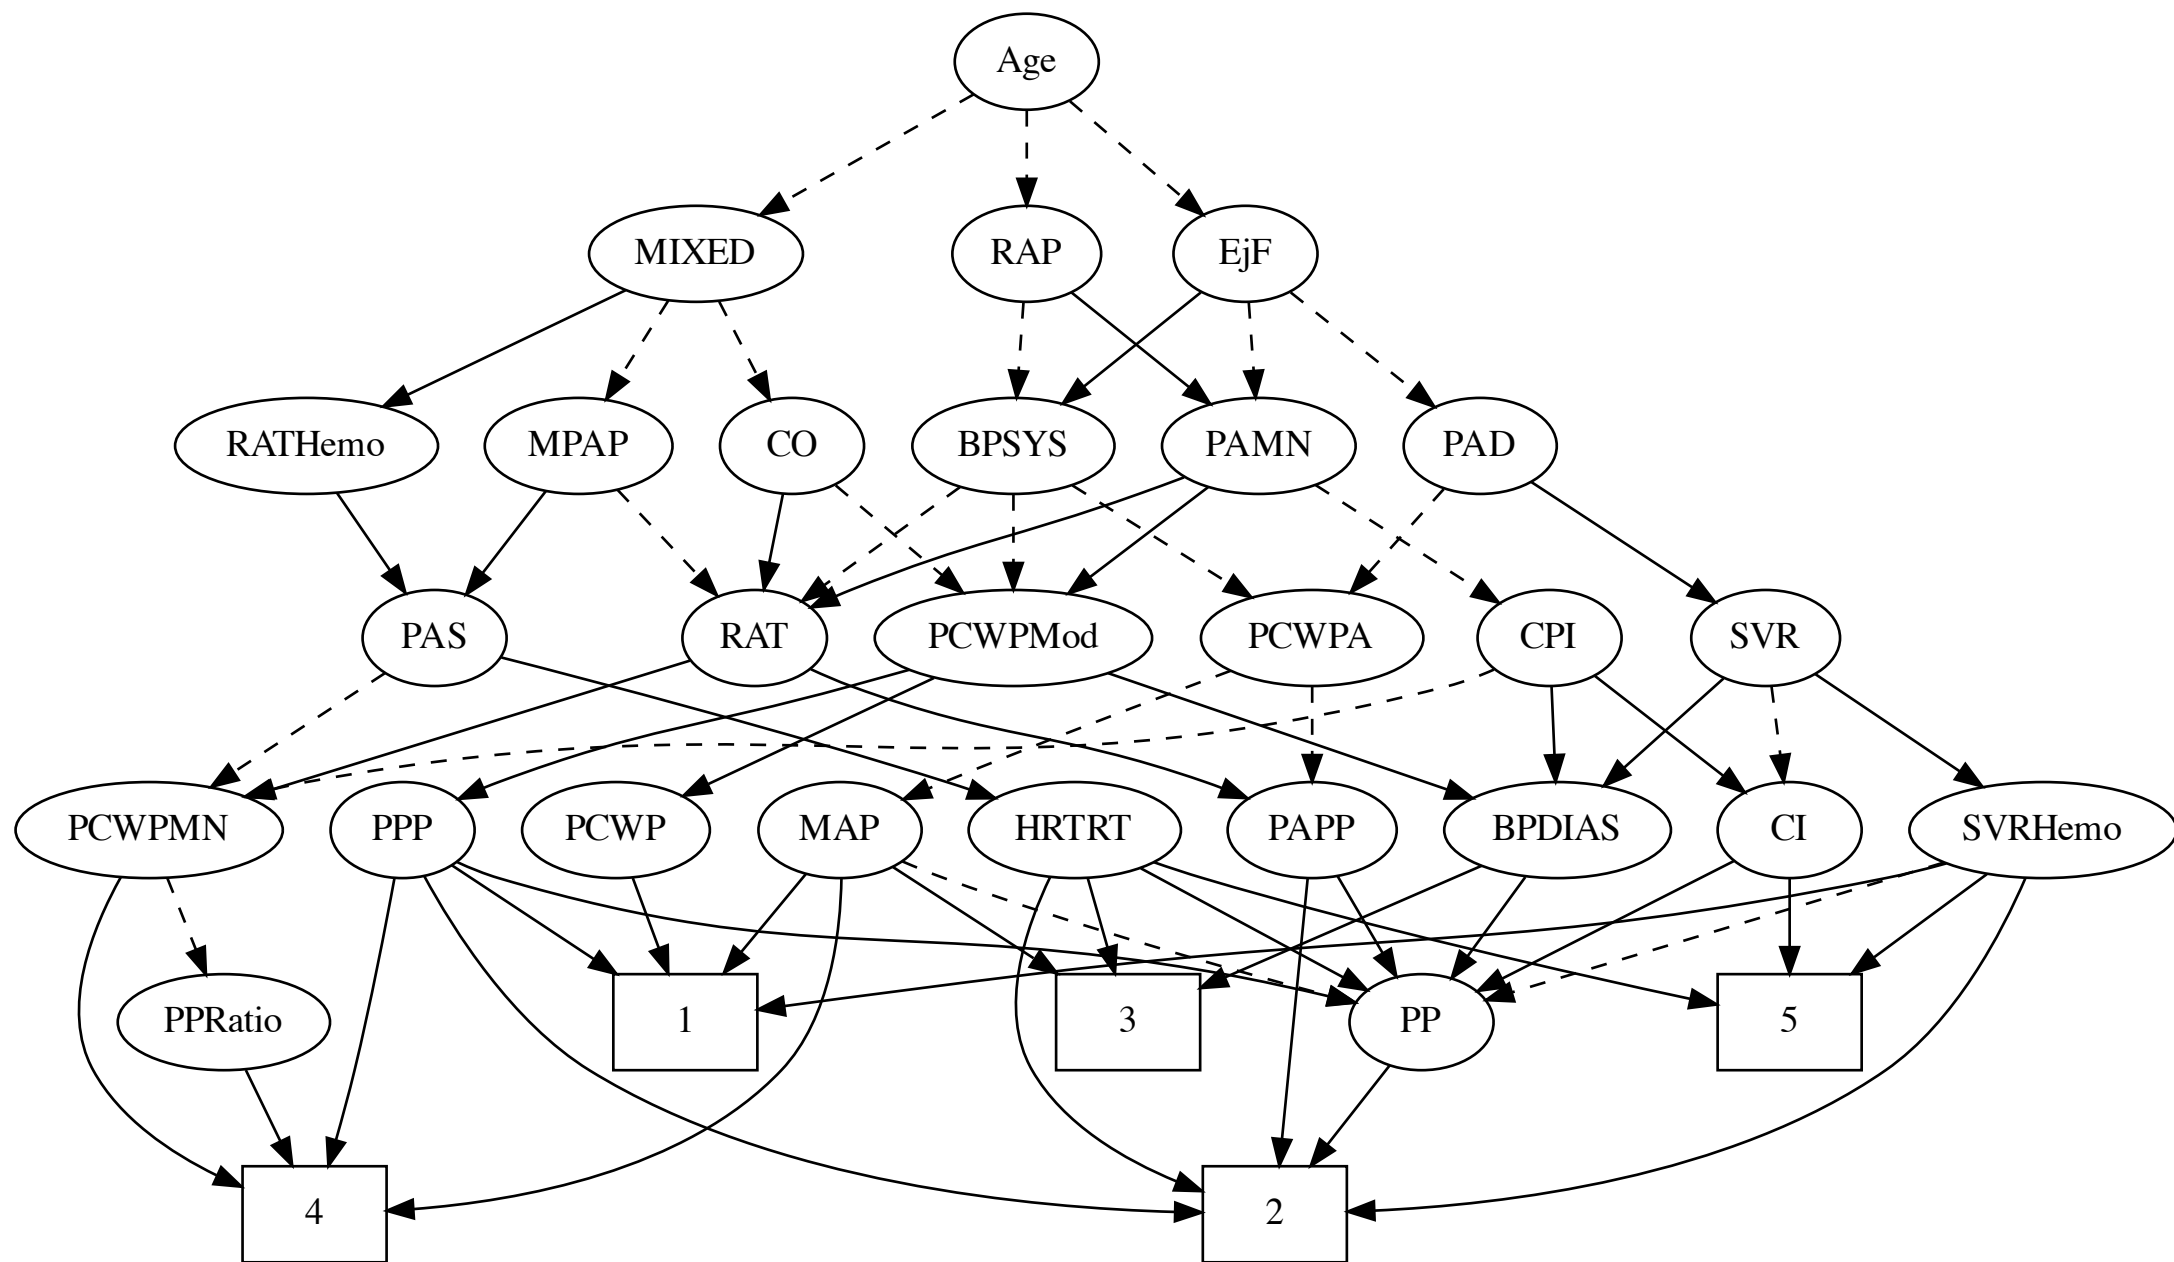 Age
MIXED
RAP
EjF
RATHemo
MPAP
CO
BPSYS
PAMN
PAD
PAS
RAT
PCWPMod
PCWPA
CPI
SVR
PCWPMN
PPP
PCWP
MAP
HRTRT
PAPP
BPDIAS
CI
SVRHemo
PPRatio
1
3
PP
5
4
2